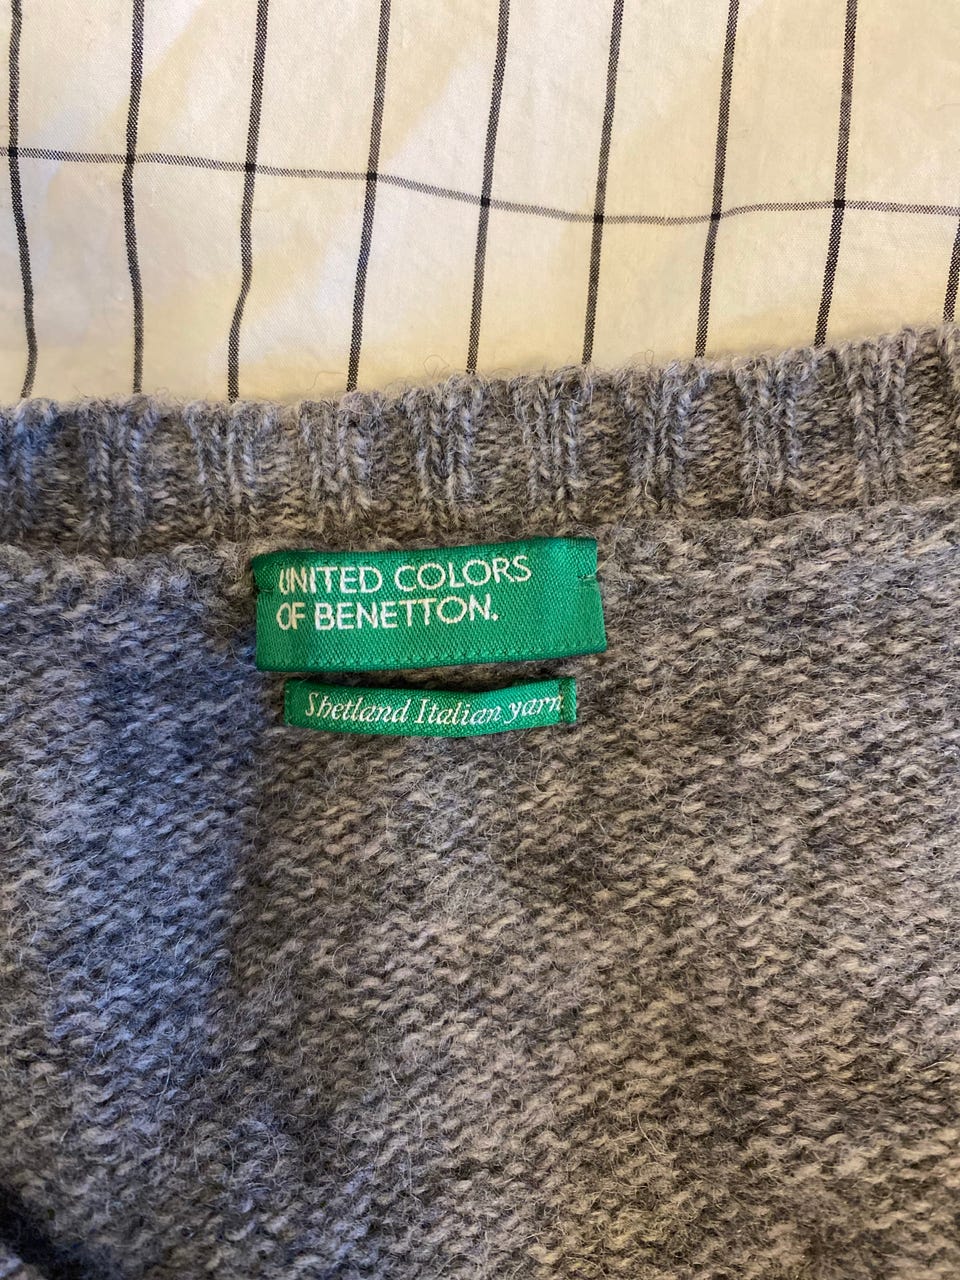 UNITED COLORS
OF BENETTON.
Shetland Italian yarn